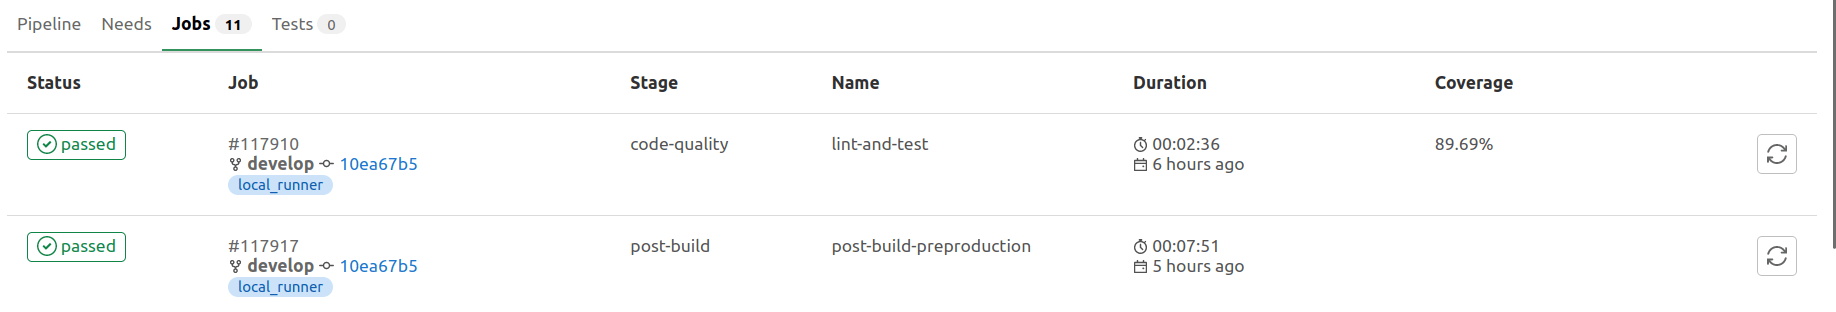 Pipeline Needs Jobs 11 Tests 0
Status Job Stage Name Duration Coverage
passed #117910 code-quality lint-and-test 00:02:36 89.69%
develop 10ea67b5 6 hours ago
local_runner
passed #117917 post-build post-build-preproduction 00:07:51
develop 10ea67b5 5 hours ago
local_runner